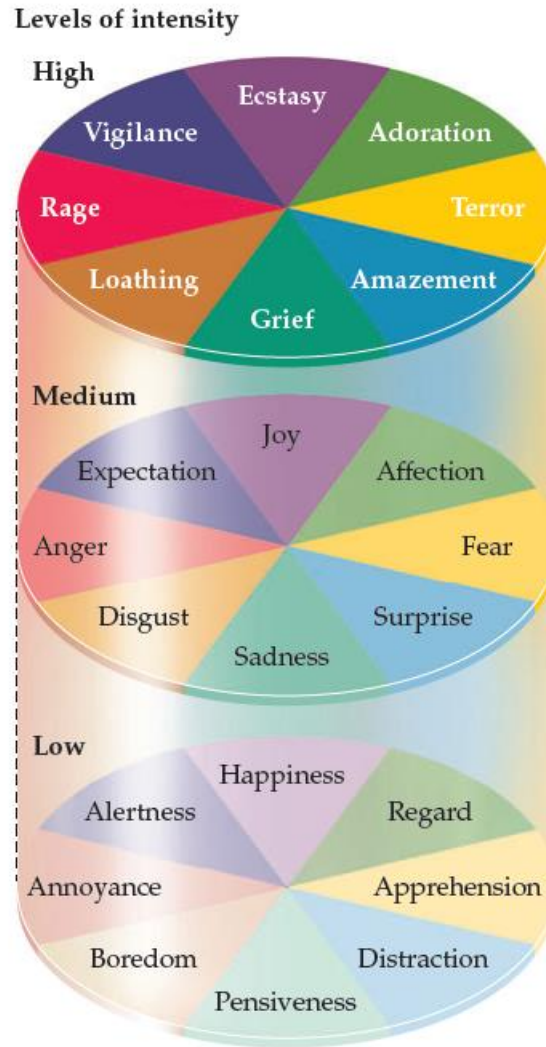 Levels of intensity
High
Ecstasy
Vigilance
Adoration
Rage
Terror
Loathing
Amazement
Grief
Medium
Joy
Expectation
Affection
Anger
Fear
Disgust
Surprise
Sadness
Low
Happiness
Alertness
Regard
Annoyance
Apprehension
Boredom
Distraction
Pensiveness